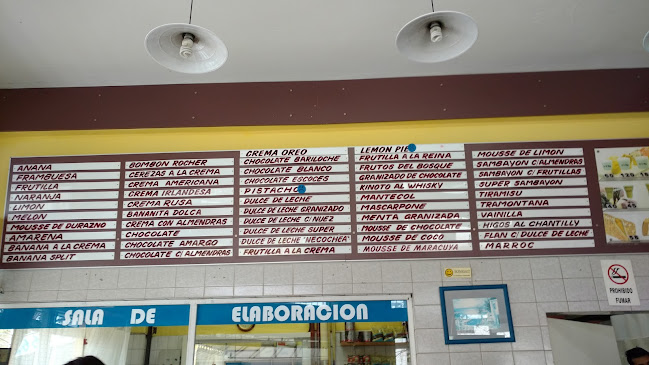 ANANA
FRAMBUESA
FRUTILLA
NARANJA
LIMON
MELON
MOUSSE DE DURAZNO
AMARENA
BANANA A LA CREMA
BANANA SPLIT
BOMBON ROCHER
CEREZAS A LA CREMA
CREMA AMERICANA
CREMA IRLANDESA
CREMA RUSA
BANANITA DOLCA
CREMA CON ALMENDRAS
CHOCOLATE
CHOCOLATE AMARGO
CHOCOLATE C/ ALMENDRAS
CREMA OREO
CHOCOLATE BARILOCHE
CHOCOLATE BLANCO
CHOCOLATE ESCOCES
PISTACHO
DULCE DE LECHE
DULCE DE LECHE GRANIZADO
DULCE DE LECHE C/ NUEZ
DULCE DE LECHE SUPER
DULCE DE LECHE "NECOCHEA"
FRUTILLA A LA CREMA
LEMON PIE
FRUTILLA A LA REINA
FRUTOS DEL BOSQUE
GRANIZADO DE CHOCOLATE
KINOTO AL WHISKY
MANTECOL
MASCARPONE
MENTA GRANIZADA
MOUSSE DE CHOCOLATE
MOUSSE DE COCO
MOUSSE DE MARACUYA
MOUSSE DE LIMON
SAMBAYON C/ALMENDRAS
SAMBAYON C/ FRUTILLAS
SUPER SAMBAYON
TIRAMISU
TRAMONTANA
VAINILLA
HIGOS AL CHANTILLY
FLAN C/ DULCE DE LECHE
MARROC
PROHIBIDO
FUMAR
SALA DE ELABORACION